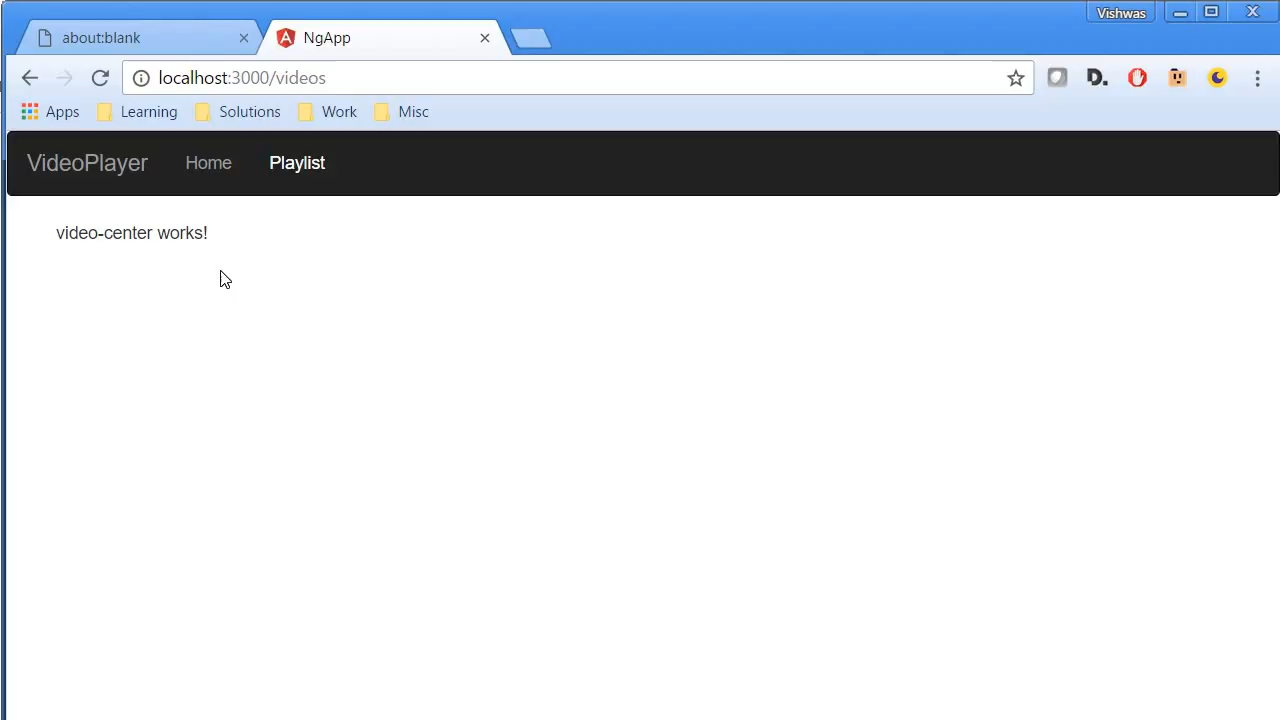 Vishwas
about:blank
NgApp
localhost:3000/videos
D.
Apps Learning Solutions Work Misc
VideoPlayer Home Playlist
video-center works!